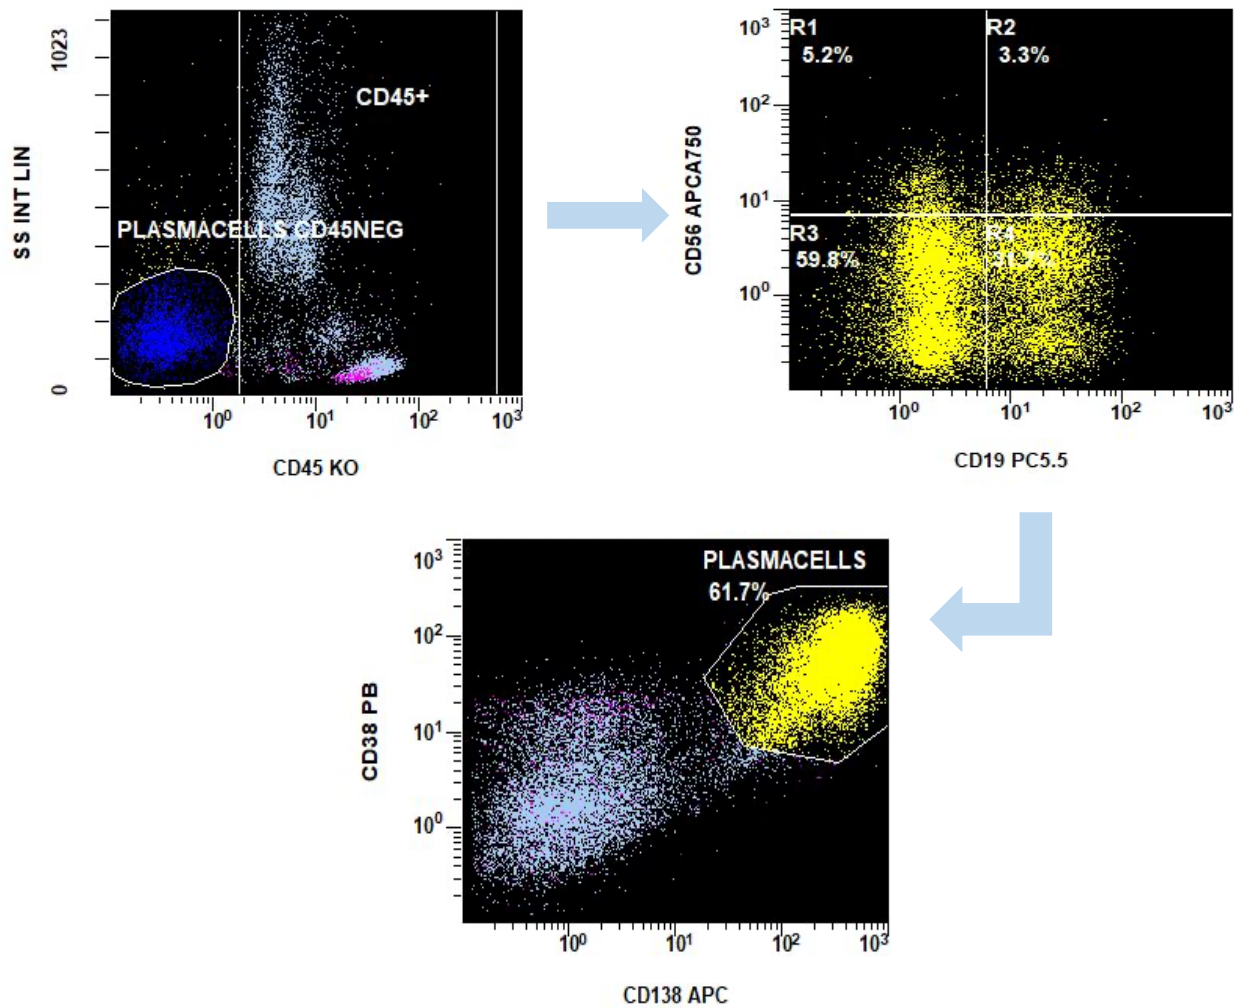 1023
SS INT LIN
0
CD45+
PLASMACELLS CD45NEG
10⁰ 10¹ 10² 10³
CD45 KO
10³
10²
10¹
10⁰
CD56 APCA750
R1
5.2%
R2
3.3%
R3
59.8%
R4
31.7%
10⁰ 10¹ 10² 10³
CD19 PC5.5
10³
10²
10¹
10⁰
CD38 PB
PLASMACELLS
61.7%
10⁰ 10¹ 10² 10³
CD138 APC